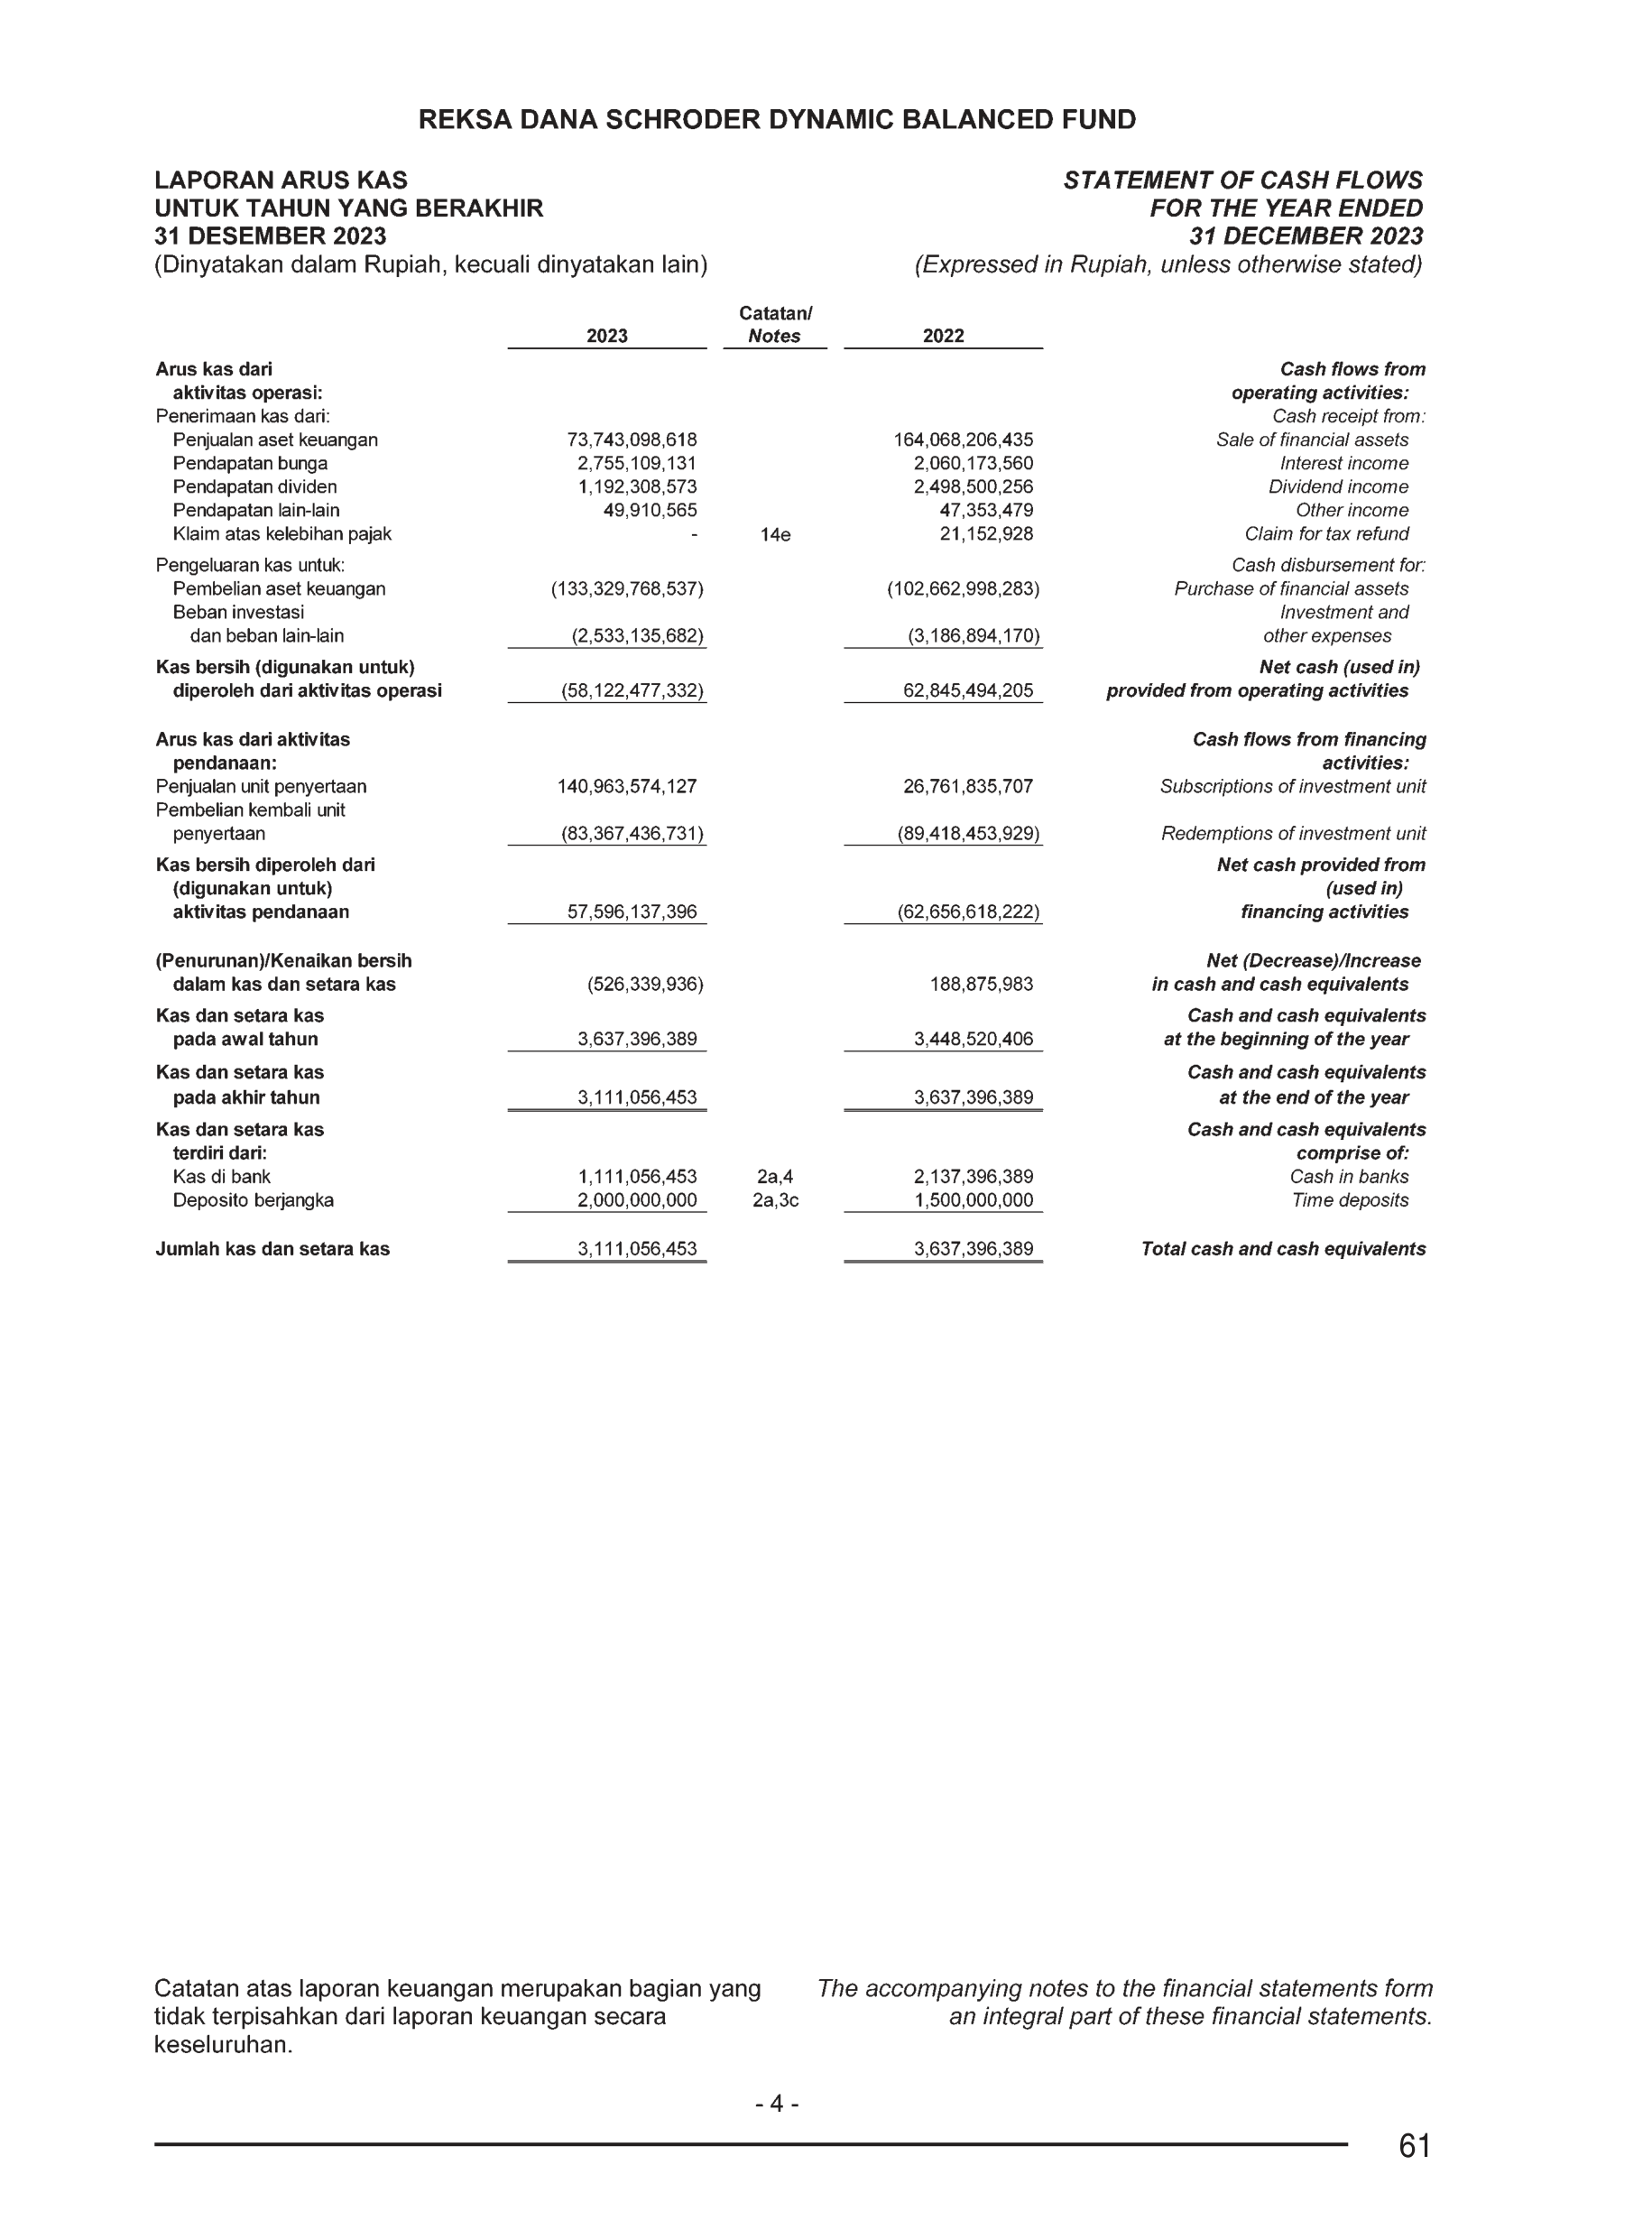 REKSA DANA SCHRODER DYNAMIC BALANCED FUND
LAPORAN ARUS KAS STATEMENT OF CASH FLOWS
UNTUK TAHUN YANG BERAKHIR FOR THE YEAR ENDED
31 DESEMBER 2023 31 DECEMBER 2023
(Dinyatakan dalam Rupiah, kecuali dinyatakan lain) (Expressed in Rupiah, unless otherwise stated)
Catatan/
2023 Notes 2022
Arus kas dari Cash flows from
aktivitas operasi: operating activities:
Penerimaan kas dari: Cash receipt from:
Penjualan aset keuangan 73,743,098,618 164,068,206,435 Sale of financial assets
Pendapatan bunga 2,755,109,131 2,060,173,560 Interest income
Pendapatan dividen 1,192,308,573 2,498,500,256 Dividend income
Pendapatan lain-lain 49,910,565 47,353,479 Other income
Klaim atas kelebihan pajak - 14e 21,152,928 Claim for tax refund
Pengeluaran kas untuk: Cash disbursement for:
Pembelian aset keuangan (133,329,768,537) (102,662,998,283) Purchase of financial assets
Beban investasi Investment and
dan beban lain-lain (2,533,135,682) (3,186,894,170) other expenses
Kas bersih (digunakan untuk) Net cash (used in)
diperoleh dari aktivitas operasi (58,122,477,332) 62,845,494,205 provided from operating activities
Arus kas dari aktivitas Cash flows from financing
pendanaan: activities:
Penjualan unit penyertaan 140,963,574,127 26,761,835,707 Subscriptions of investment unit
Pembelian kembali unit
penyertaan (83,367,436,731) (89,418,453,929) Redemptions of investment unit
Kas bersih diperoleh dari Net cash provided from
(digunakan untuk) (used in)
aktivitas pendanaan 57,596,137,396 (62,656,618,222) financing activities
(Penurunan)/Kenaikan bersih Net (Decrease)/Increase
dalam kas dan setara kas (526,339,936) 188,875,983 in cash and cash equivalents
Kas dan setara kas Cash and cash equivalents
pada awal tahun 3,637,396,389 3,448,520,406 at the beginning of the year
Kas dan setara kas Cash and cash equivalents
pada akhir tahun 3,111,056,453 3,637,396,389 at the end of the year
Kas dan setara kas Cash and cash equivalents
terdiri dari: comprise of:
Kas di bank 1,111,056,453 2a,4 2,137,396,389 Cash in banks
Deposito berjangka 2,000,000,000 2a,3c 1,500,000,000 Time deposits
Jumlah kas dan setara kas 3,111,056,453 3,637,396,389 Total cash and cash equivalents
Catatan atas laporan keuangan merupakan bagian yang The accompanying notes to the financial statements form
tidak terpisahkan dari laporan keuangan secara an integral part of these financial statements.
keseluruhan.
- 4 -
61